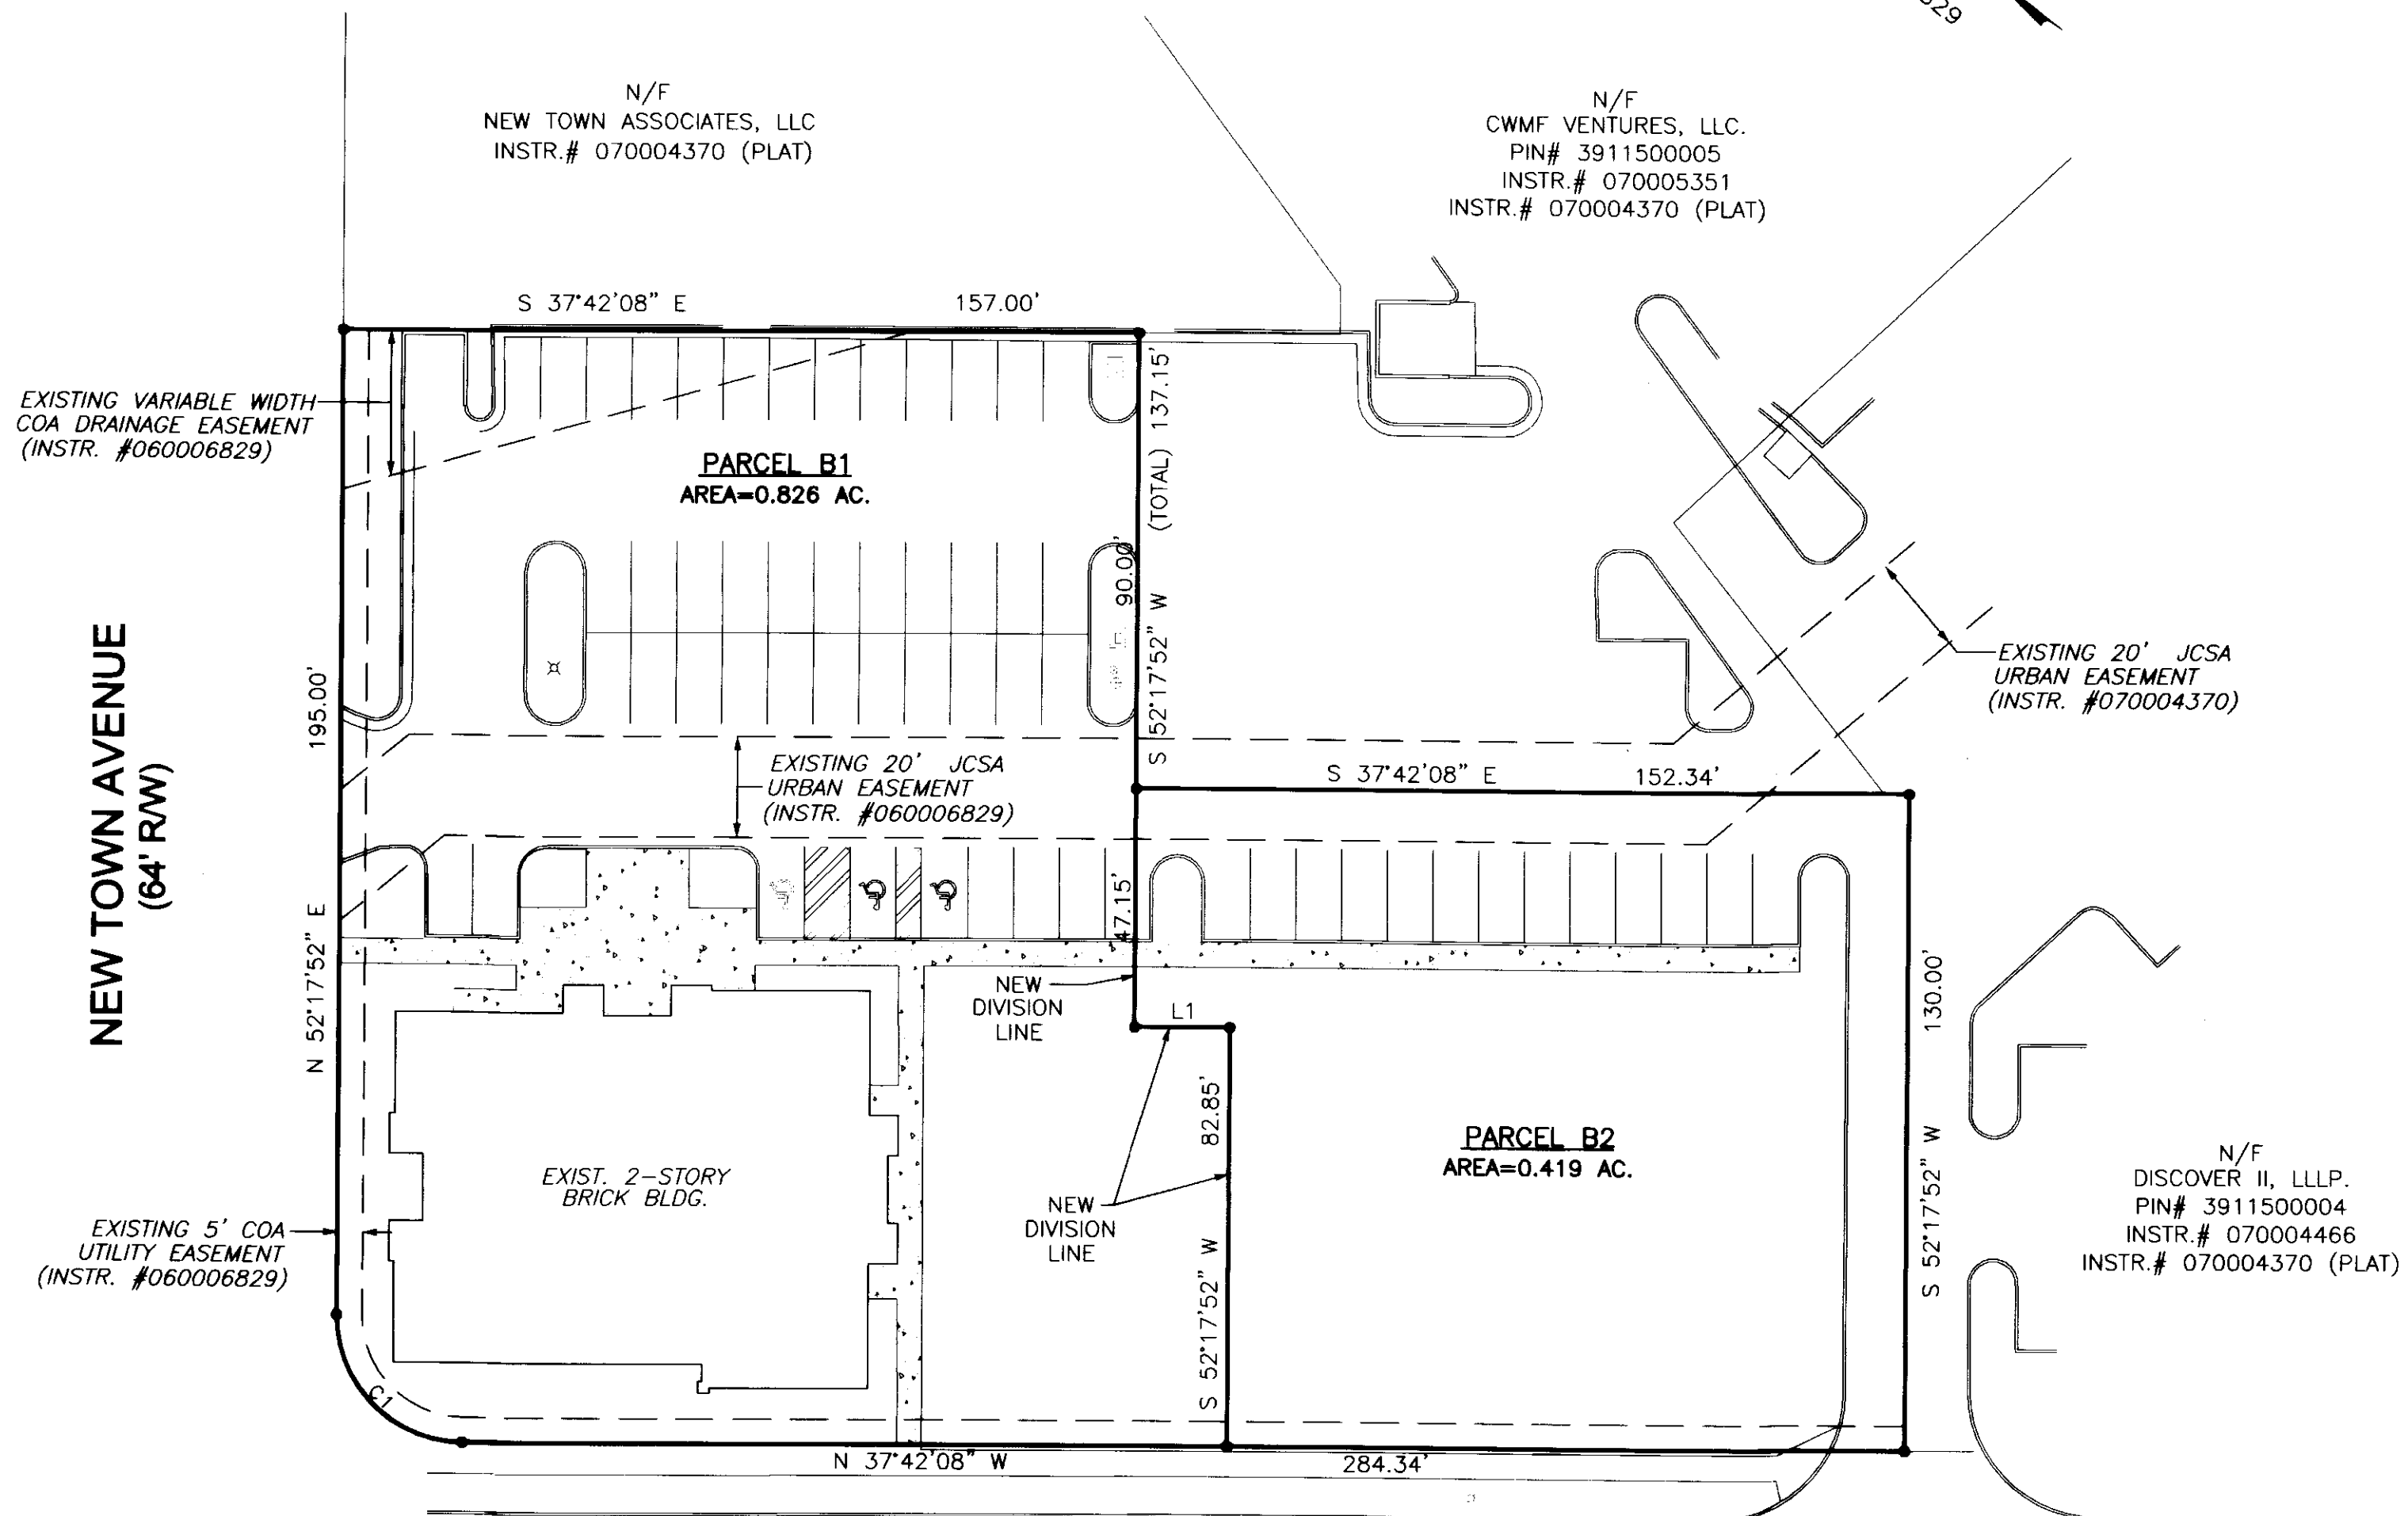 829
N/F
NEW TOWN ASSOCIATES, LLC
INSTR.# 070004370 (PLAT)
N/F
CWMF VENTURES, LLC.
PIN# 3911500005
INSTR.# 070005351
INSTR.# 070004370 (PLAT)
S 37°42'08" E
157.00'
EXISTING VARIABLE WIDTH
COA DRAINAGE EASEMENT
(INSTR. #060006829)
PARCEL B1
AREA=0.826 AC.
(TOTAL) 137.15'
90.00'
S 52°17'52" W
NEW TOWN AVENUE
(64' R/W)
195.00'
N 52°17'52" E
EXISTING 20' JCSA
URBAN EASEMENT
(INSTR. #060006829)
S 37°42'08" E
152.34'
EXISTING 20' JCSA
URBAN EASEMENT
(INSTR. #070004370)
47.15'
NEW
DIVISION
LINE
L1
82.85'
S 52°17'52" W
NEW
DIVISION
LINE
EXIST. 2-STORY
BRICK BLDG.
PARCEL B2
AREA=0.419 AC.
130.00'
S 52°17'52" W
N/F
DISCOVER II, LLLP.
PIN# 3911500004
INSTR.# 070004466
INSTR.# 070004370 (PLAT)
EXISTING 5' COA
UTILITY EASEMENT
(INSTR. #060006829)
C1
N 37°42'08" W
284.34'